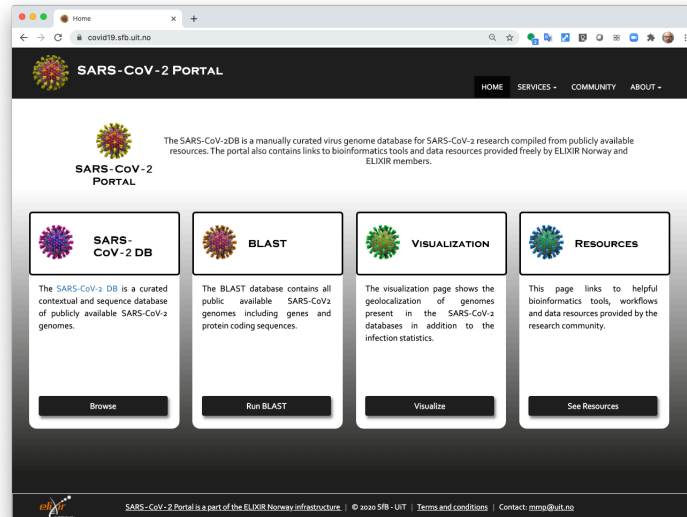 Home
covid19.sfb.uit.no
SARS-CoV-2 Portal
HOME SERVICES COMMUNITY ABOUT
The SARS-CoV-2DB is a manually curated virus genome database for SARS-CoV-2 research compiled from publicly available
resources. The portal also contains links to bioinformatics tools and data resources provided freely by ELIXIR Norway and
ELIXIR members.
SARS-CoV-2
Portal
SARS-
CoV-2 DB
The SARS-CoV-2 DB is a curated
contextual and sequence database
of publicly available SARS-CoV-2
genomes.
Browse
BLAST
The BLAST database contains all
public available SARS-CoV2
genomes including genes and
protein coding sequences.
Run BLAST
Visualization
The visualization page shows the
geolocalization of genomes
present in the SARS-CoV-2
databases in addition to the
infection statistics.
Visualize
Resources
This page links to helpful
bioinformatics tools, workflows
and data resources provided by the
research community.
See Resources
elixir
SARS-CoV-2 Portal is a part of the ELIXIR Norway infrastructure | © 2020 SfB - UiT | Terms and conditions | Contact: mmp@uit.no